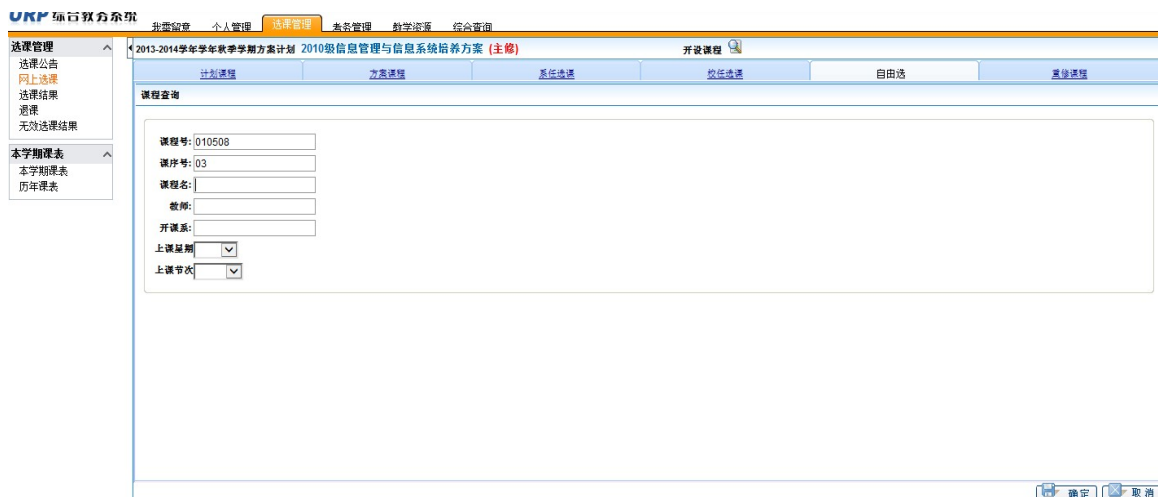 URP 综合教务系统
我需留意 个人管理 选课管理 考务管理 教学资源 综合查询
选课管理
选课公告
网上选课
选课结果
退课
无效选课结果
本学期课表
本学期课表
历年课表
2013-2014学年学年秋季学期方案计划 2010级信息管理与信息系统培养方案 (主修) 开设课程
计划课程 方案课程 系任选课 校任选课 自由选 重修课程
课程查询
课程号: 010508
课序号: 03
课程名:
教师:
开课系:
上课星期
上课节次
确定 取消